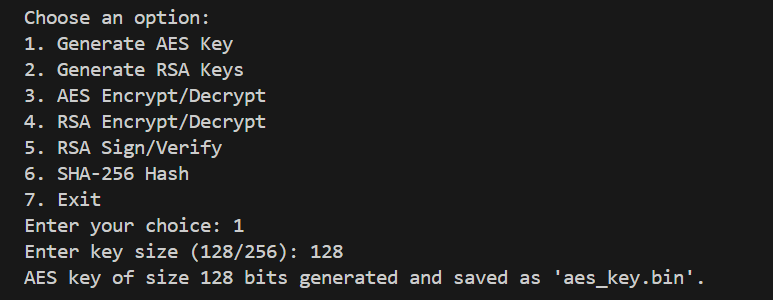 Choose an option:
1. Generate AES Key
2. Generate RSA Keys
3. AES Encrypt/Decrypt
4. RSA Encrypt/Decrypt
5. RSA Sign/Verify
6. SHA-256 Hash
7. Exit
Enter your choice: 1
Enter key size (128/256): 128
AES key of size 128 bits generated and saved as 'aes_key.bin'.